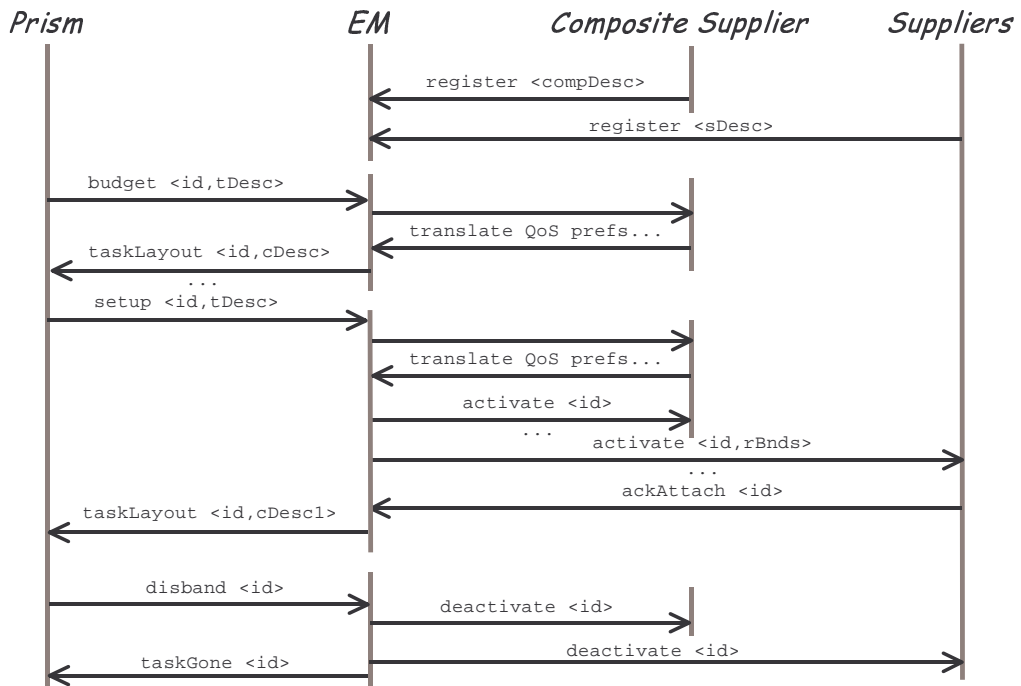 Prism EM Composite Supplier Suppliers
register <compDesc>
register <sDesc>
budget <id,tDesc>
translate QoS prefs...
taskLayout <id,cDesc>
...
setup <id,tDesc>
translate QoS prefs...
activate <id>
...
activate <id,rBnds>
...
ackAttach <id>
taskLayout <id,cDesc1>
disband <id>
deactivate <id>
deactivate <id>
taskGone <id>